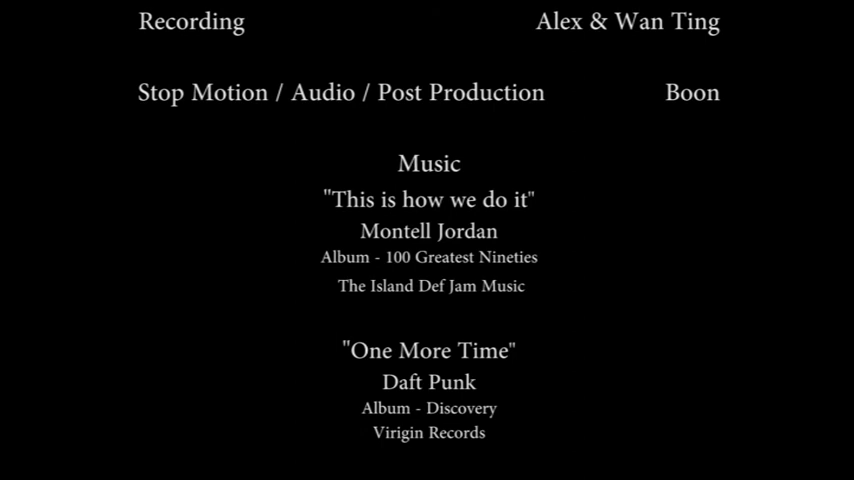 Recording Alex & Wan Ting
Stop Motion / Audio / Post Production Boon
Music
"This is how we do it"
Montell Jordan
Album - 100 Greatest Nineties
The Island Def Jam Music
"One More Time"
Daft Punk
Album - Discovery
Virigin Records